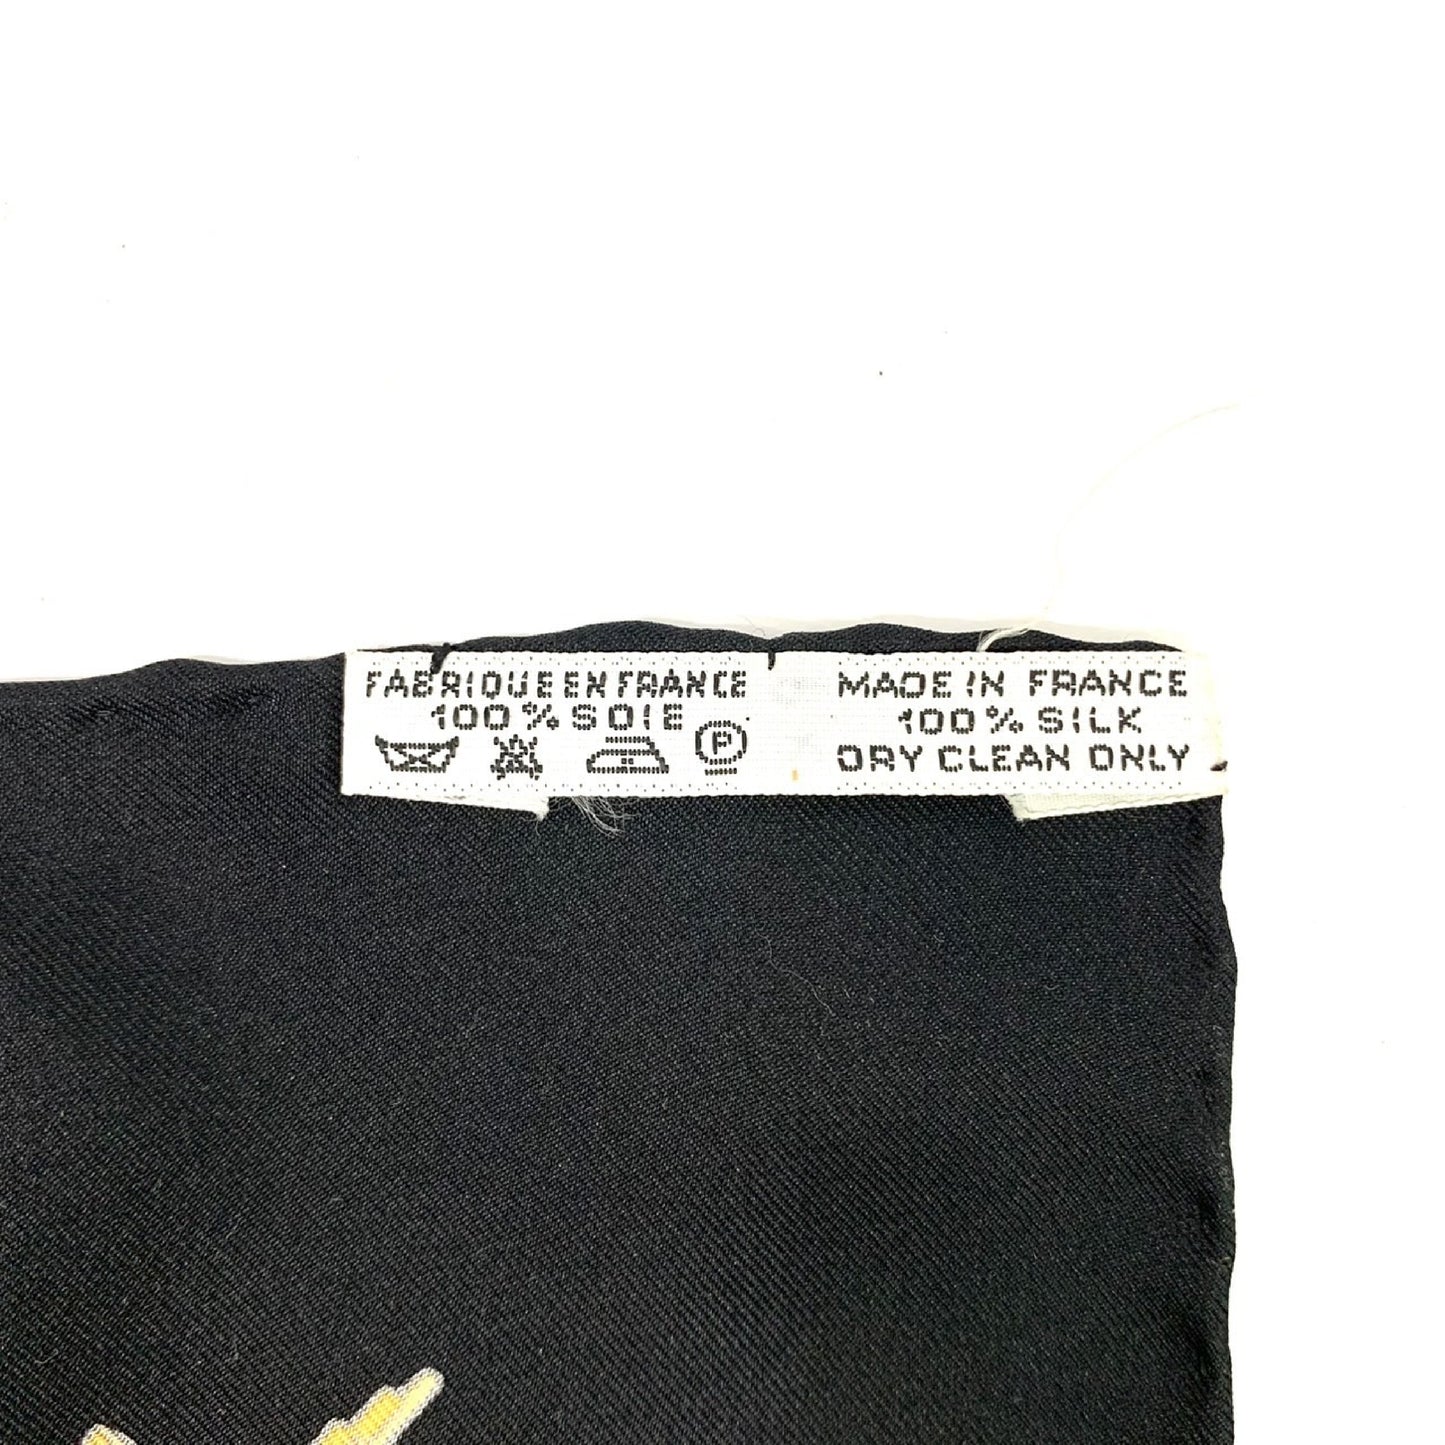 FABRIQUE EN FRANCE
100% SOIE
P
MADE IN FRANCE
100% SILK
DRY CLEAN ONLY